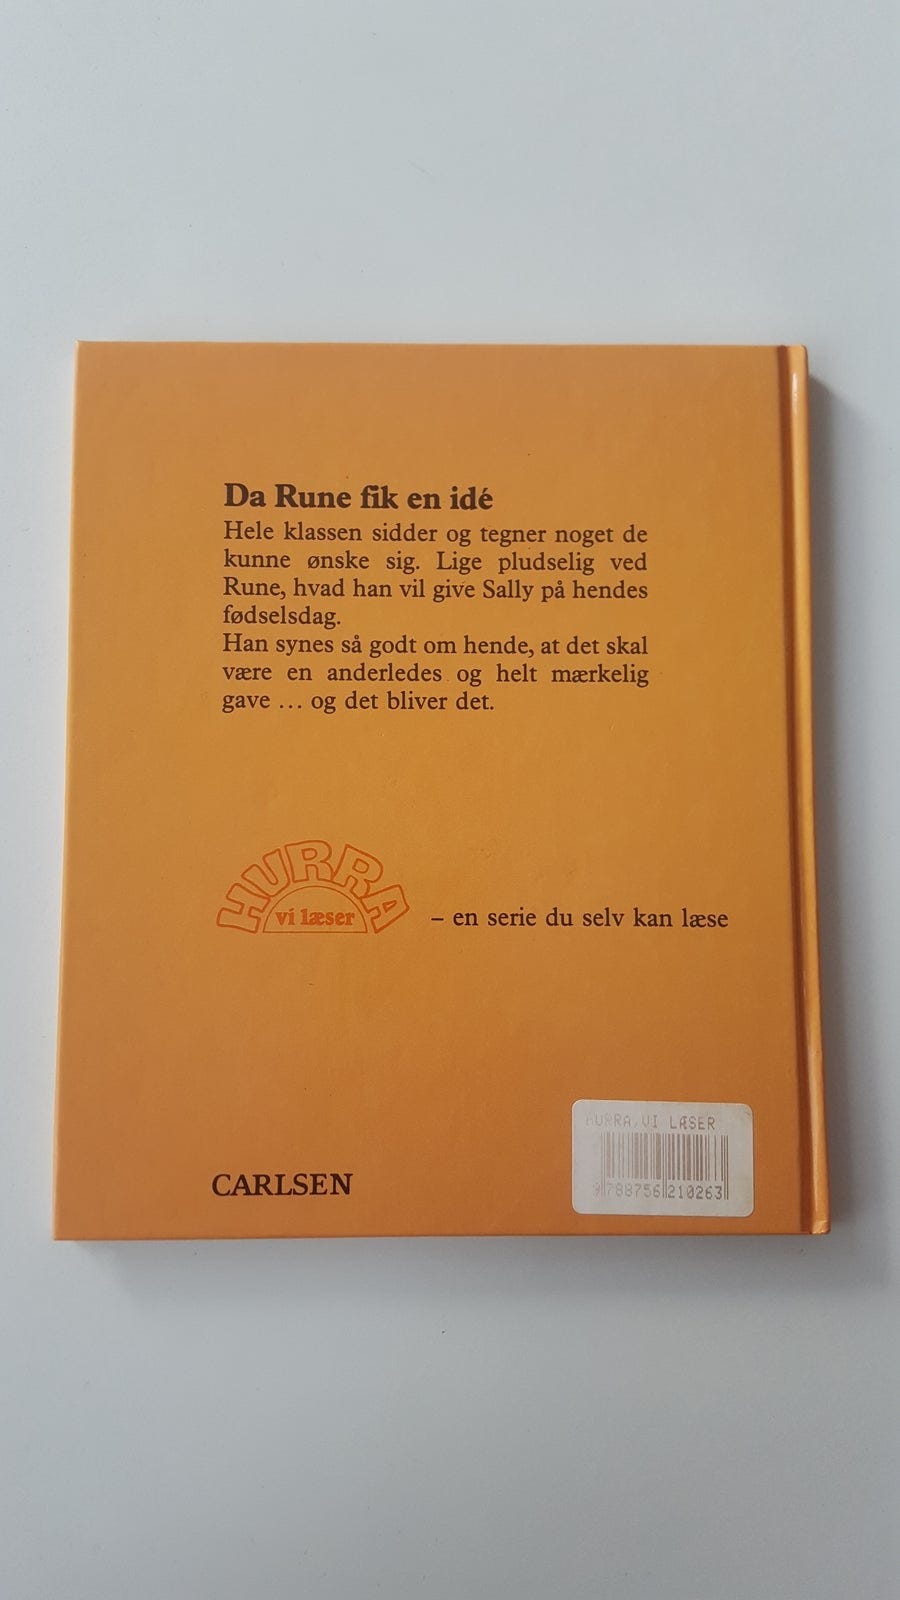 Da Rune fik en idé
Hele klassen sidder og tegner noget de
kunne ønske sig. Lige pludselig ved
Rune, hvad han vil give Sally på hendes
fødselsdag.
Han synes så godt om hende, at det skal
være en anderledes og helt mærkelig
gave ... og det bliver det.
HURRA
vi læser
– en serie du selv kan læse
HURRA,VI LÆSER
9 788756 210263
CARLSEN